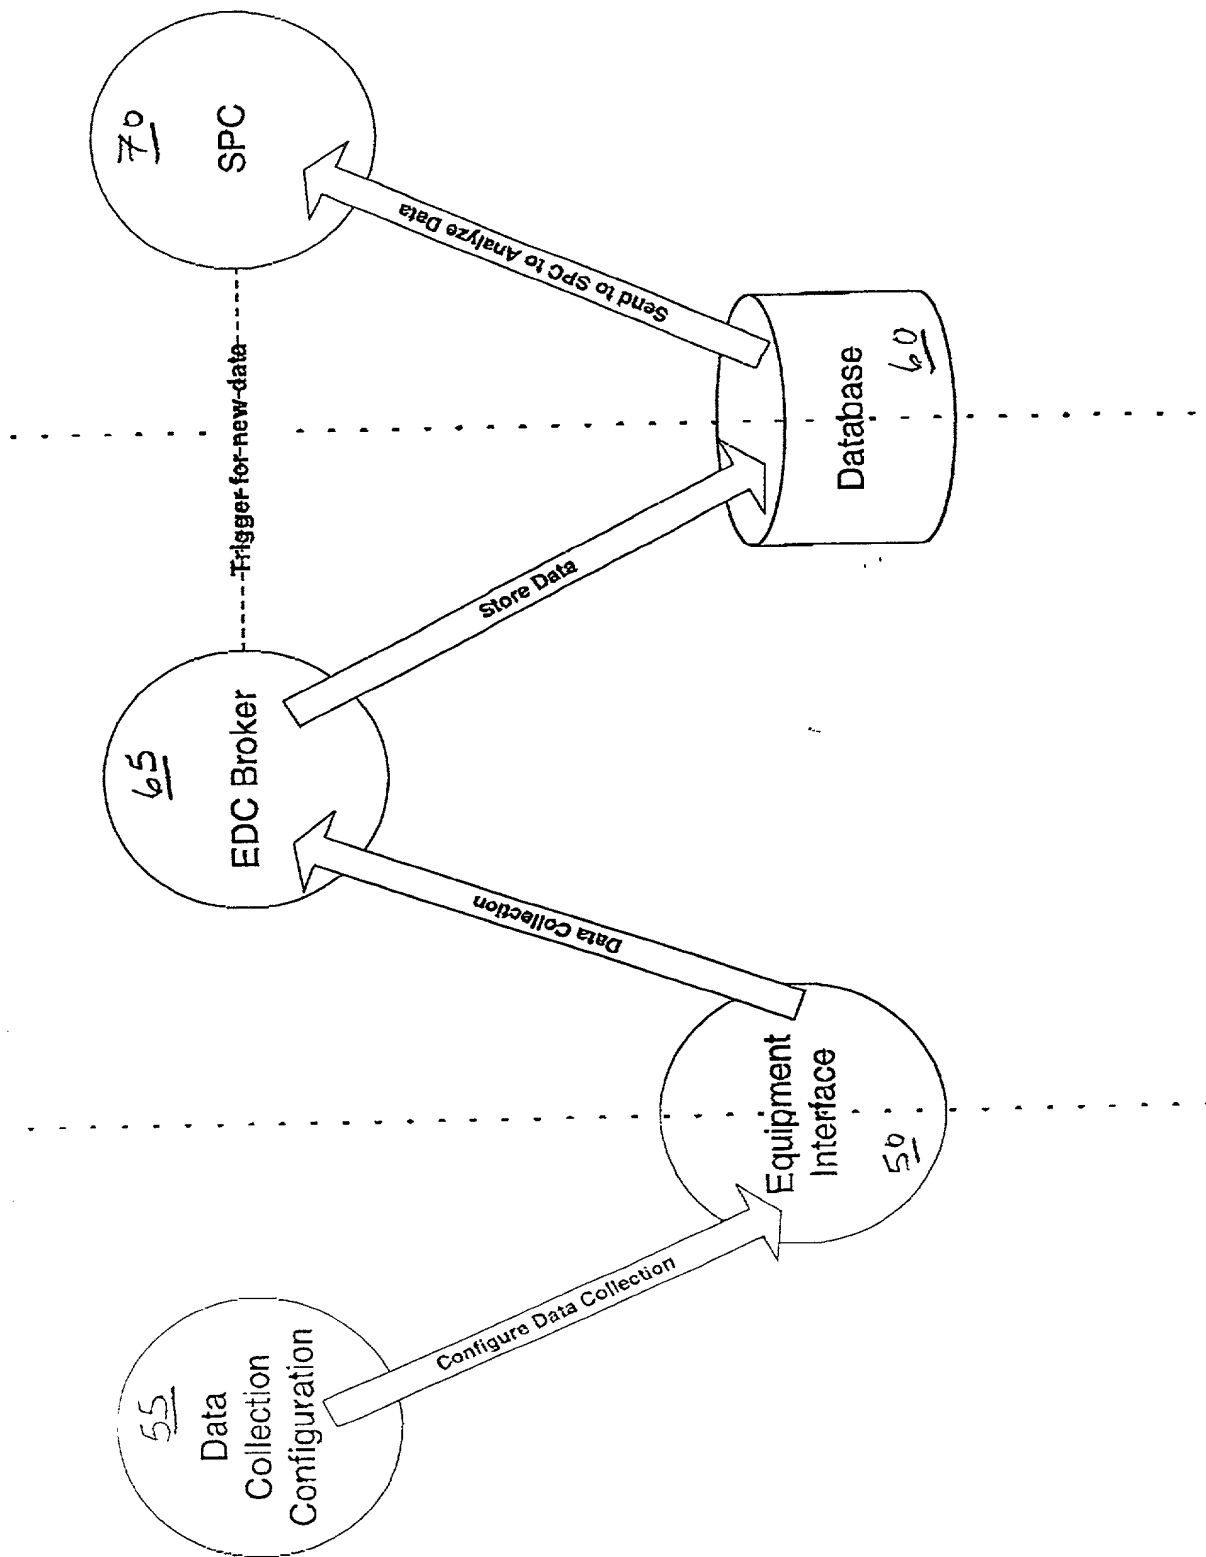 55
Data
Collection
Configuration
Configure Data Collection
Equipment
Interface
50
Data Collection
65
EDC Broker
Trigger for new data
Store Data
Database
60
Send to SPC to Analyze Data
70
SPC